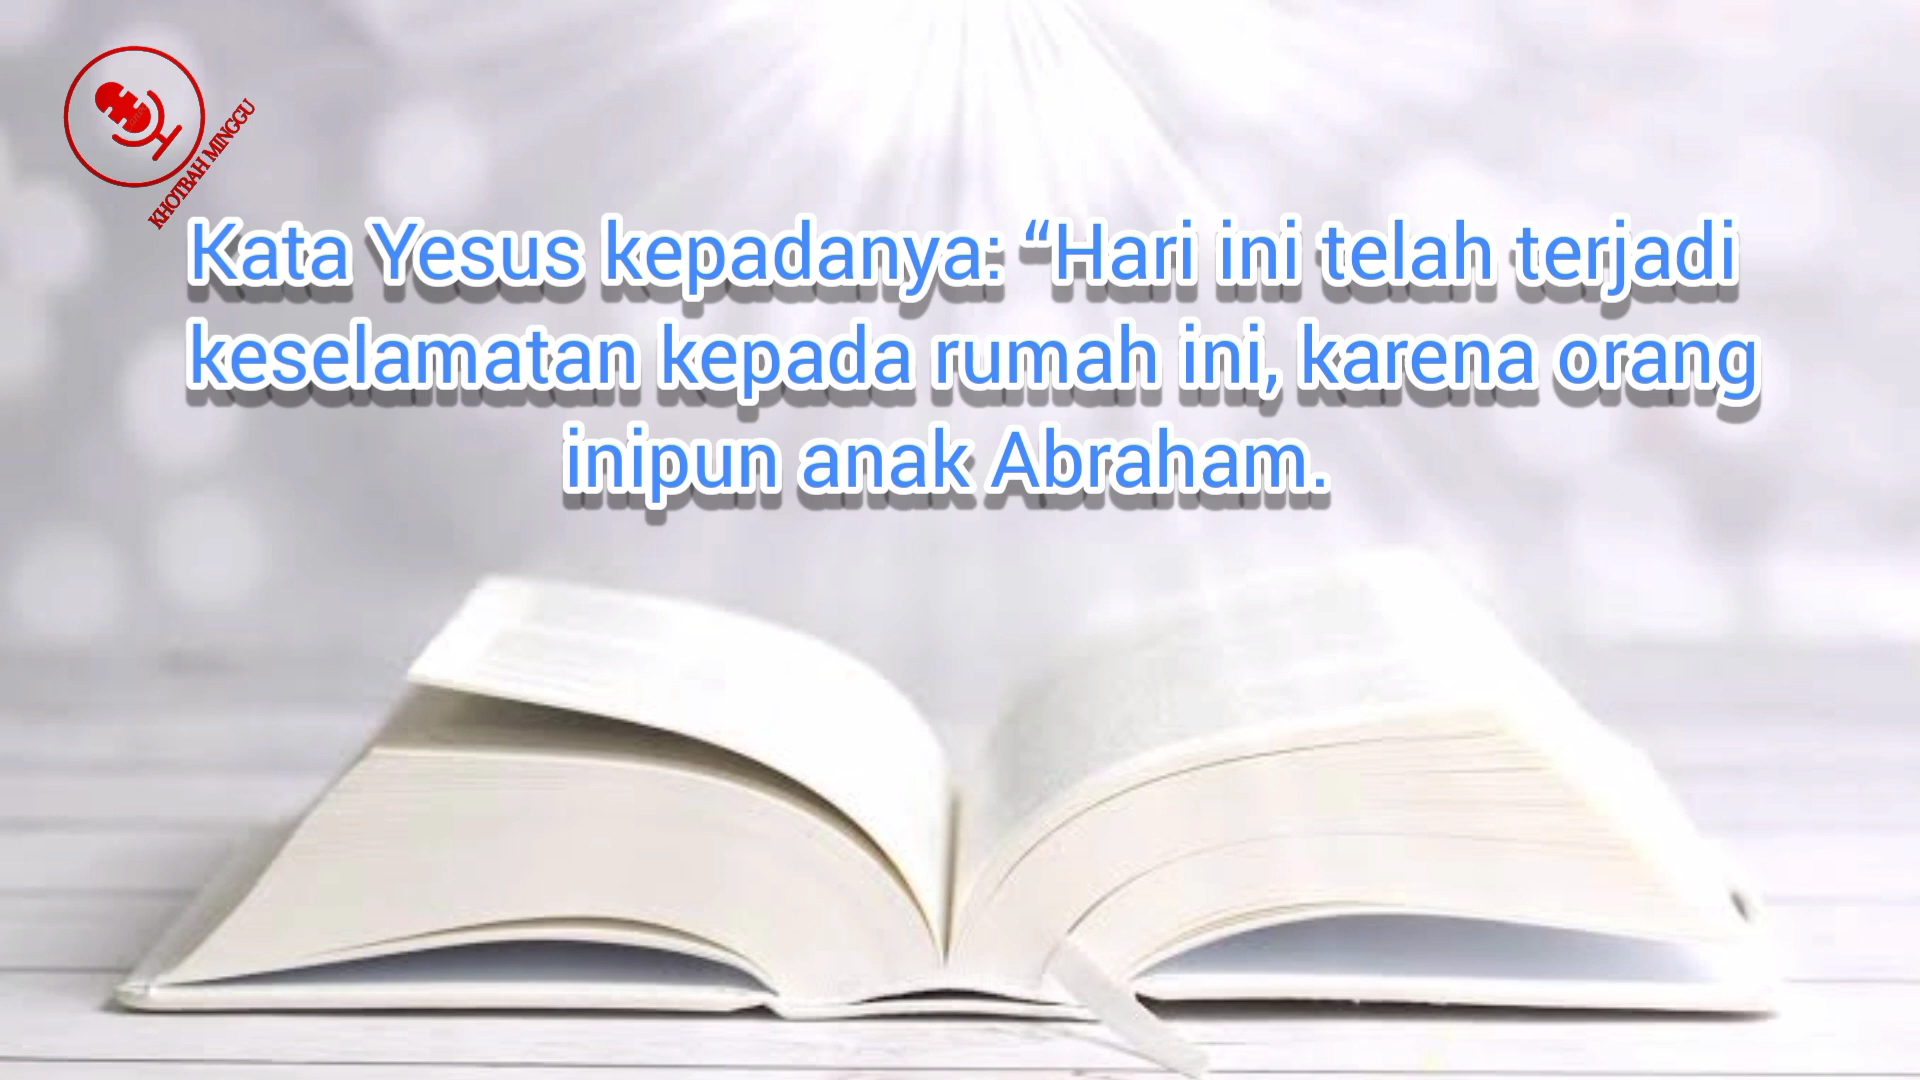 KHOTBAH MINGGU
Kata Yesus kepadanya: “Hari ini telah terjadi
keselamatan kepada rumah ini, karena orang
inipun anak Abraham.